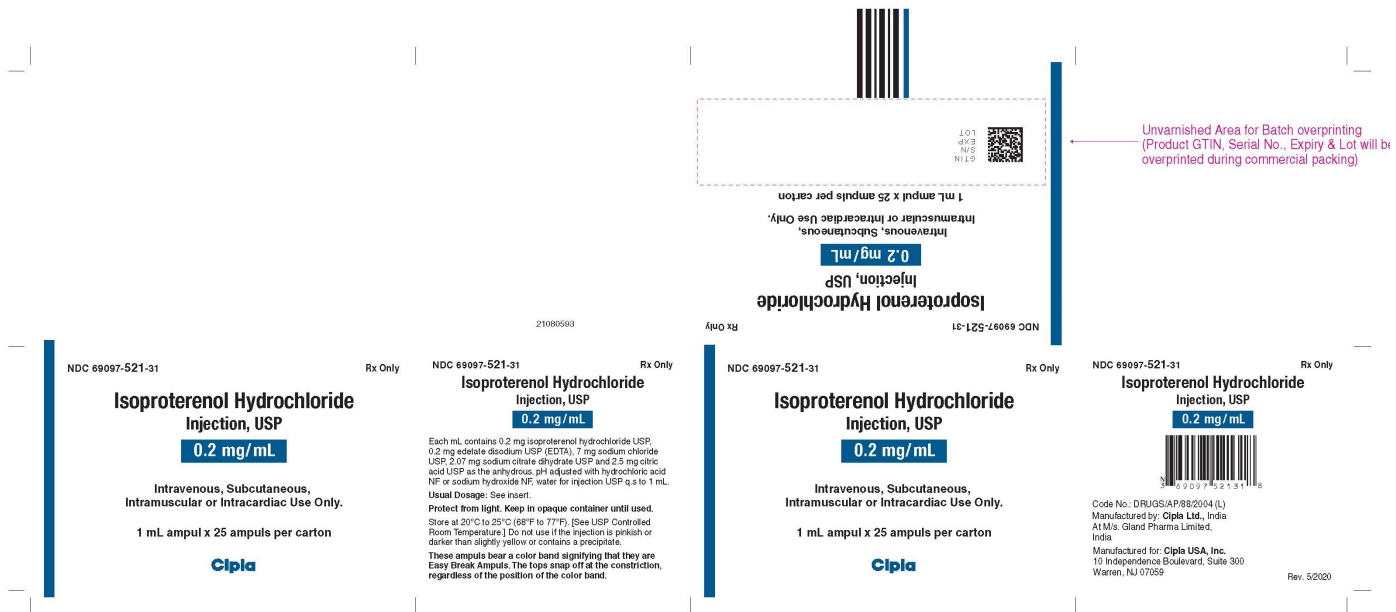 Unvarnished Area for Batch overprinting
(Product GTIN, Serial No., Expiry & Lot will be
overprinted during commercial packing)
GTIN
S/N
EXP
LOT
NDC 69097-521-31
Rx Only
Isoproterenol Hydrochloride
Injection, USP
0.2 mg/mL
Intravenous, Subcutaneous,
Intramuscular or Intracardiac Use Only.
1 mL ampul x 25 ampuls per carton
21080593
NDC 69097-521-31
Rx Only
Isoproterenol Hydrochloride
Injection, USP
0.2 mg/mL
Intravenous, Subcutaneous,
Intramuscular or Intracardiac Use Only.
1 mL ampul x 25 ampuls per carton
Cipla
NDC 69097-521-31
Rx Only
Isoproterenol Hydrochloride
Injection, USP
0.2 mg/mL
Each mL contains 0.2 mg isoproterenol hydrochloride USP,
0.2 mg edetate disodium USP (EDTA), 7 mg sodium chloride
USP, 2.07 mg sodium citrate dihydrate USP and 2.5 mg citric
acid USP as the anhydrous. pH adjusted with hydrochloric acid
NF or sodium hydroxide NF, water for injection USP q.s to 1 mL.
Usual Dosage: See insert.
Protect from light. Keep in opaque container until used.
Store at 20°C to 25°C (68°F to 77°F). [See USP Controlled
Room Temperature.] Do not use if the injection is pinkish or
darker than slightly yellow or contains a precipitate.
These ampuls bear a color band signifying that they are
Easy Break Ampuls. The tops snap off at the constriction,
regardless of the position of the color band.
NDC 69097-521-31
Rx Only
Isoproterenol Hydrochloride
Injection, USP
0.2 mg/mL
Intravenous, Subcutaneous,
Intramuscular or Intracardiac Use Only.
1 mL ampul x 25 ampuls per carton
Cipla
NDC 69097-521-31
Rx Only
Isoproterenol Hydrochloride
Injection, USP
0.2 mg/mL
N
3 69097 52131 8
Code No.: DRUGS/AP/88/2004 (L)
Manufactured by: Cipla Ltd., India
At M/s. Gland Pharma Limited,
India
Manufactured for: Cipla USA, Inc.
10 Independence Boulevard, Suite 300
Warren, NJ 07059
Rev. 5/2020